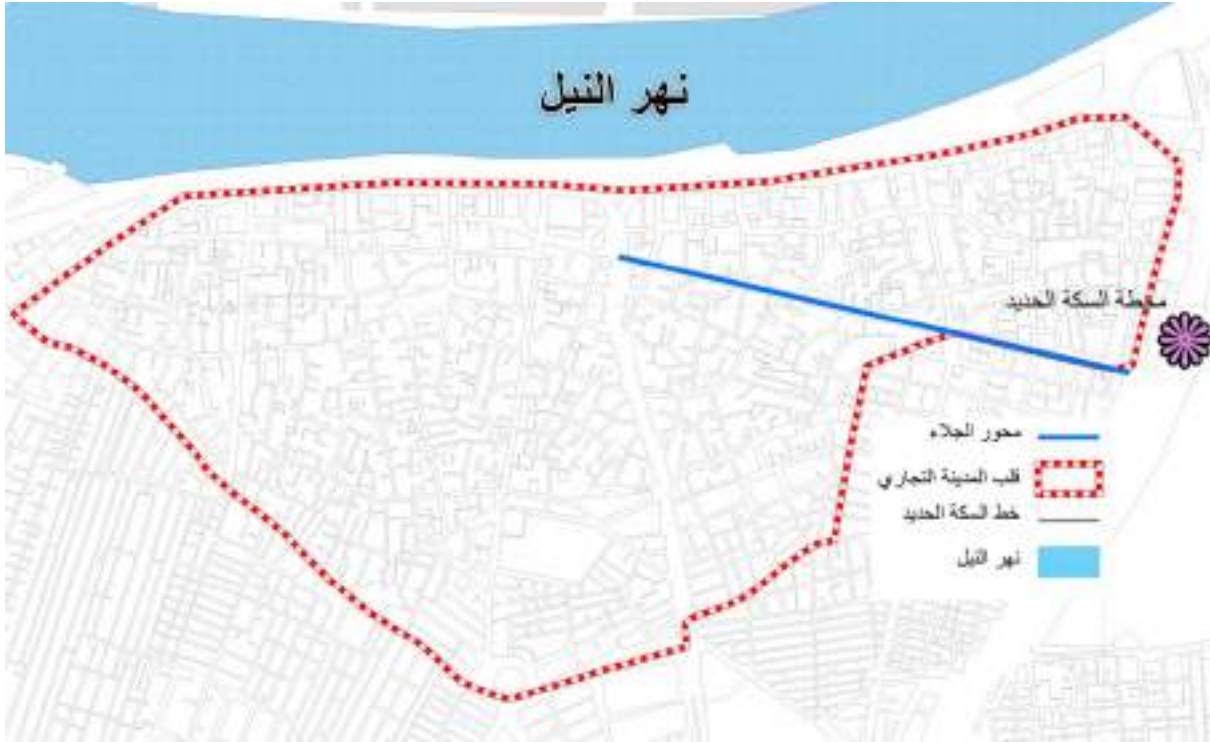 نهر النيل
محطة السكة الحديد
محور الجلاء
قلب المدينة التجاري
خط السكة الحديد
نهر النيل